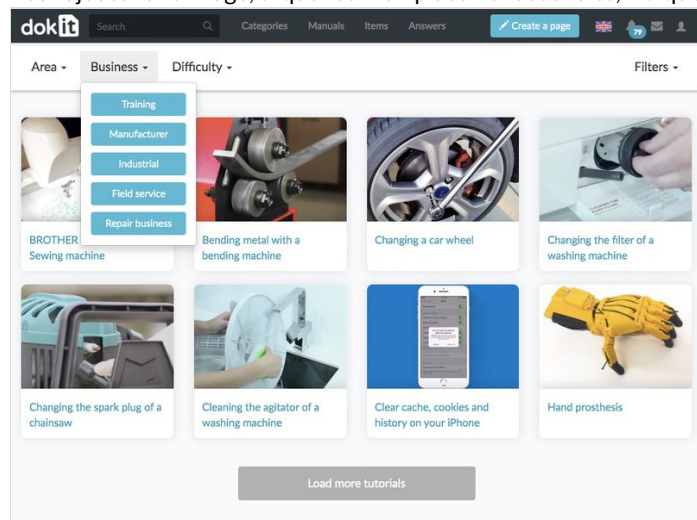 dokit
Search
Categories
Manuals
Items
Answers
Create a page
79
Area
Business
Difficulty
Filters
Training
Manufacturer
Industrial
Field service
Repair business
BROTHER
Sewing machine
Bending metal with a
bending machine
Changing a car wheel
Changing the filter of a
washing machine
Changing the spark plug of a
chainsaw
Cleaning the agitator of a
washing machine
Clear cache, cookies and
history on your iPhone
Hand prosthesis
Load more tutorials